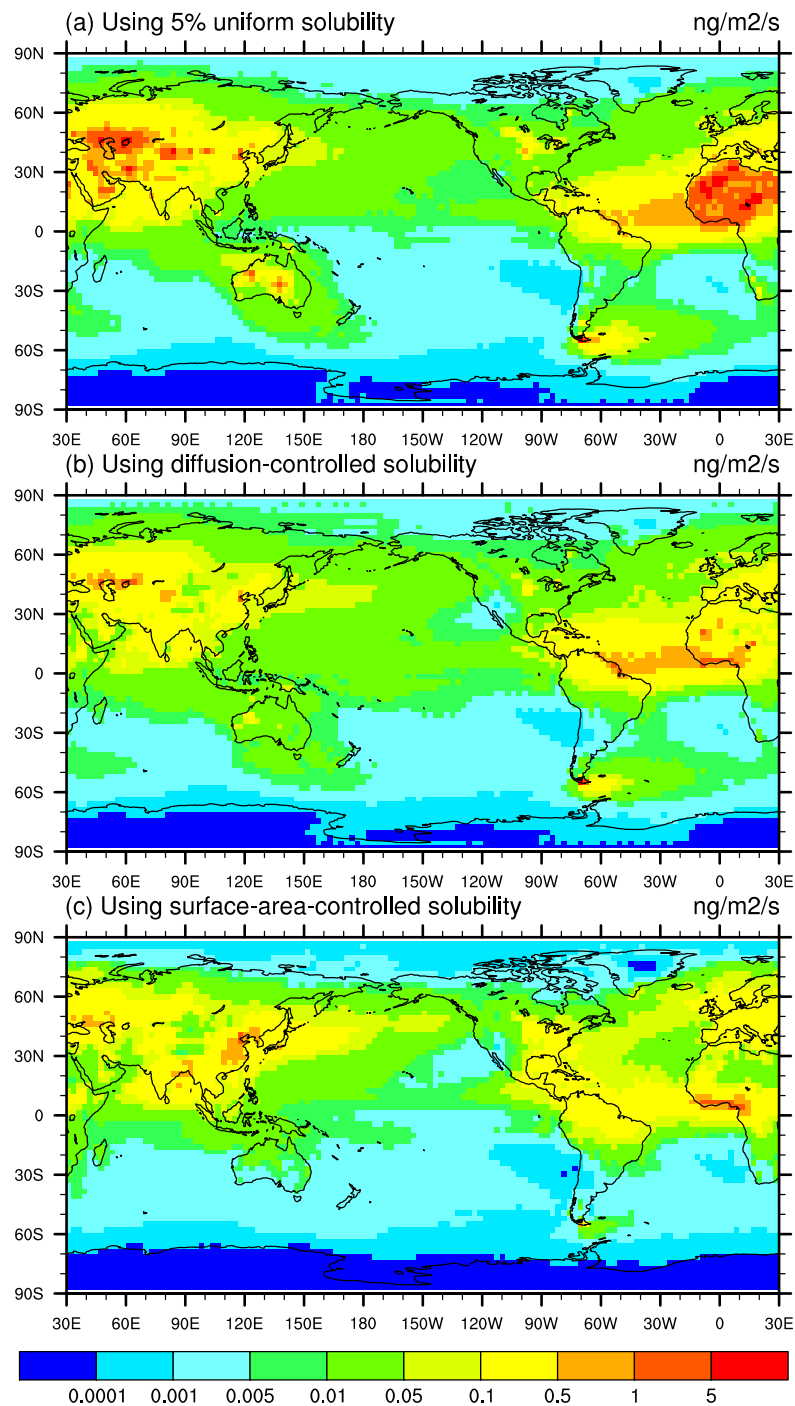 (a) Using 5% uniform solubility ng/m2/s
90N
60N
30N
0
30S
60S
90S
30E 60E 90E 120E 150E 180E 150W 120W 90W 60W 30W 0 30E
(b) Using diffusion-controlled solubility ng/m2/s
90N
60N
30N
0
30S
60S
90S
30E 60E 90E 120E 150E 180E 150W 120W 90W 60W 30W 0 30E
(c) Using surface-area-controlled solubility ng/m2/s
90N
60N
30N
0
30S
60S
90S
30E 60E 90E 120E 150E 180E 150W 120W 90W 60W 30W 0 30E
0.0001 0.001 0.005 0.01 0.05 0.1 0.5 1 5